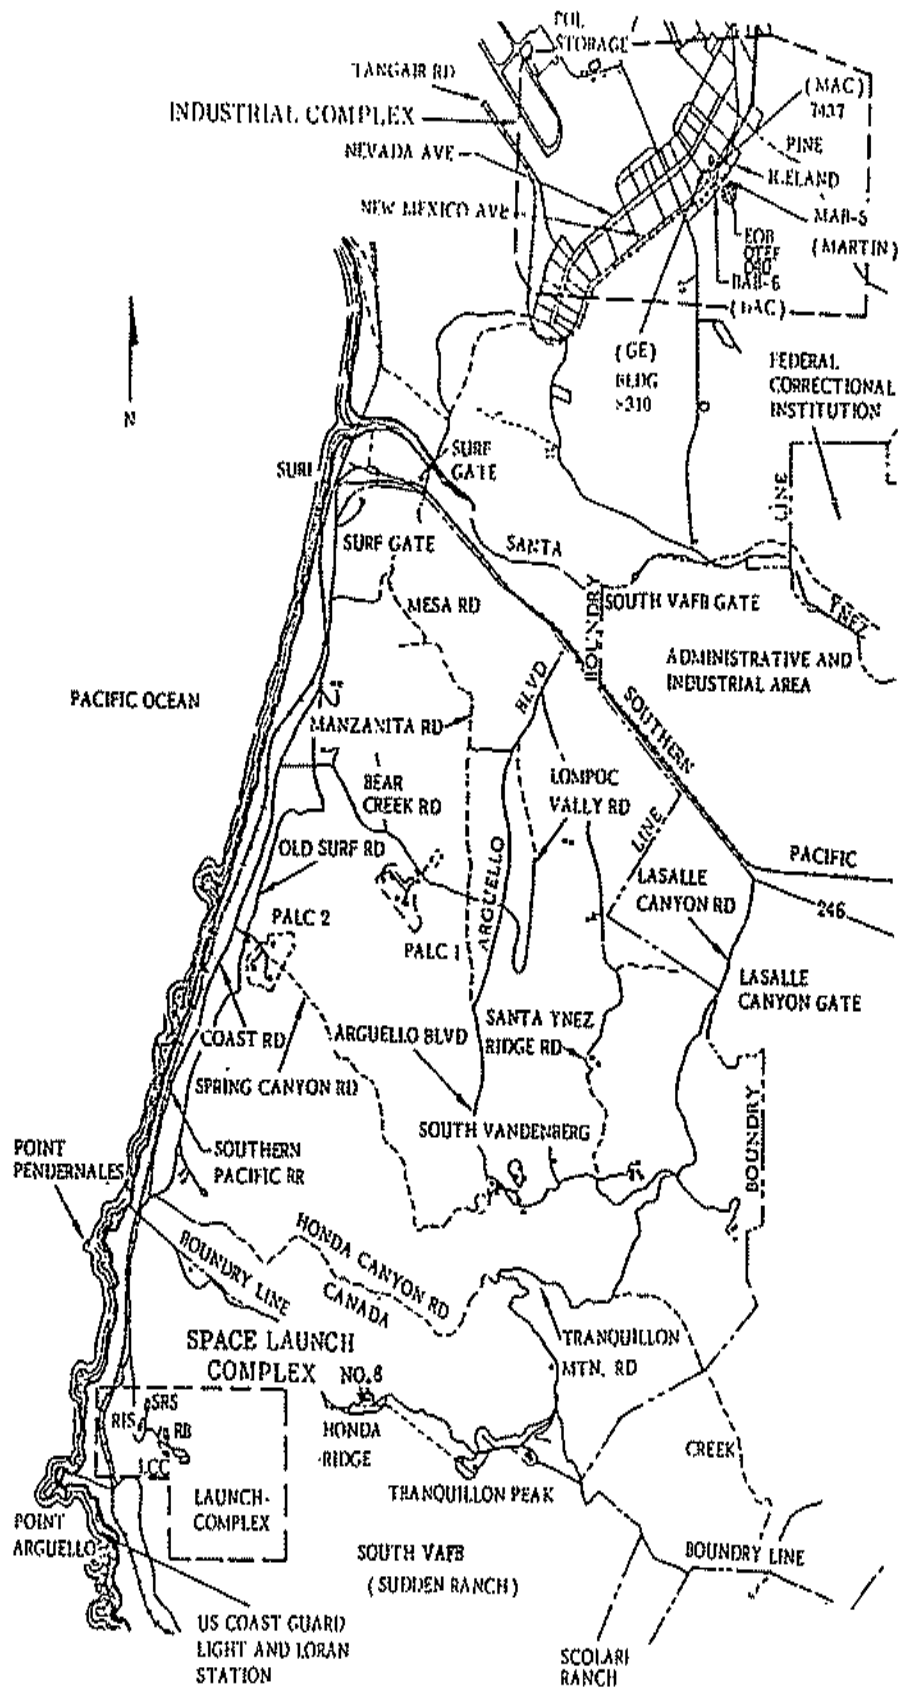 POL
STORAGE
TANGAIR RD
(MAC)
7437
INDUSTRIAL COMPLEX
PINE
NEVADA AVE
ICELAND
NEW MEXICO AVE
MAB-5
(MARTIN)
EOB
BAB-6
(DAC)
(GE)
BLDG
FEDERAL
CORRECTIONAL
INSTITUTION
N
SURF
SURF
GATE
LINE
SURF GATE
SANTA
BOUNDRY
SOUTH VAFB GATE
YNEZ
MESA RD
ADMINISTRATIVE AND
INDUSTRIAL AREA
PACIFIC OCEAN
BLVD
SOUTHERN
MANZANITA RD
BEAR
CREEK RD
LOMPOC
VALLY RD
LINE
OLD SURF RD
ARGUELLO
PACIFIC
LASALLE
CANYON RD
246
PALC 2
PALC 1
LASALLE
CANYON GATE
COAST RD
ARGUELLO BLVD
SANTA YNEZ
RIDGE RD
SPRING CANYON RD
SOUTH VANDENBERG
BOUNDRY
POINT
PENDERNALES
SOUTHERN
PACIFIC RR
HONDA CANYON RD
BOUNDRY LINE
CANADA
SPACE LAUNCH
COMPLEX
NO. 8
TRANQUILLON
MTN. RD
SRS
RIS
RB
LCC
HONDA
RIDGE
CREEK
LAUNCH-
COMPLEX
TRANQUILLON PEAK
POINT
ARGUELLO
SOUTH VAFB
(SUDDEN RANCH)
BOUNDRY LINE
US COAST GUARD
LIGHT AND LORAN
STATION
SCOLARI
RANCH